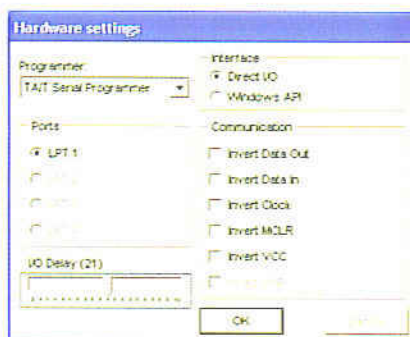 Hardware settings
Programmer:
TAIT Serial Programmer
Interface
Direct I/O
Windows API
Ports
LPT 1
Communication
Invert Data Out
Invert Data In
Invert Clock
Invert MCLR
Invert VCC
I/O Delay (21)
OK